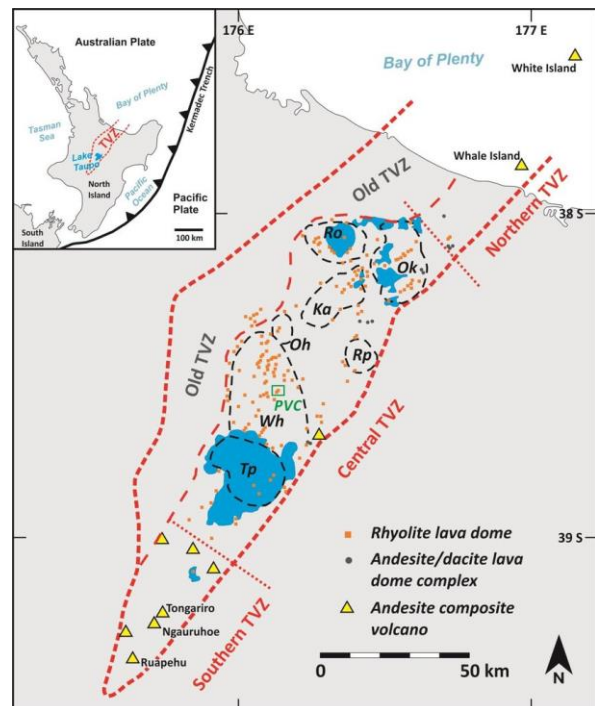 176 E
177 E
Australian Plate
Bay of Plenty
Kermadec Trench
Tasman
Sea
TVZ
Lake
Taupo
North
Island
Pacific
Ocean
Pacific
Plate
South
Island
100 km
Bay of Plenty
White Island
Whale Island
Old TVZ
Northern TVZ
38 S
Ro
Ok
Ka
Oh
Rp
Old TVZ
PVC
Wh
Central TVZ
Tp
39 S
Tongariro
Ngauruhoe
Ruapehu
Southern TVZ
Rhyolite lava dome
Andesite/dacite lava
dome complex
Andesite composite
volcano
0
50 km
N